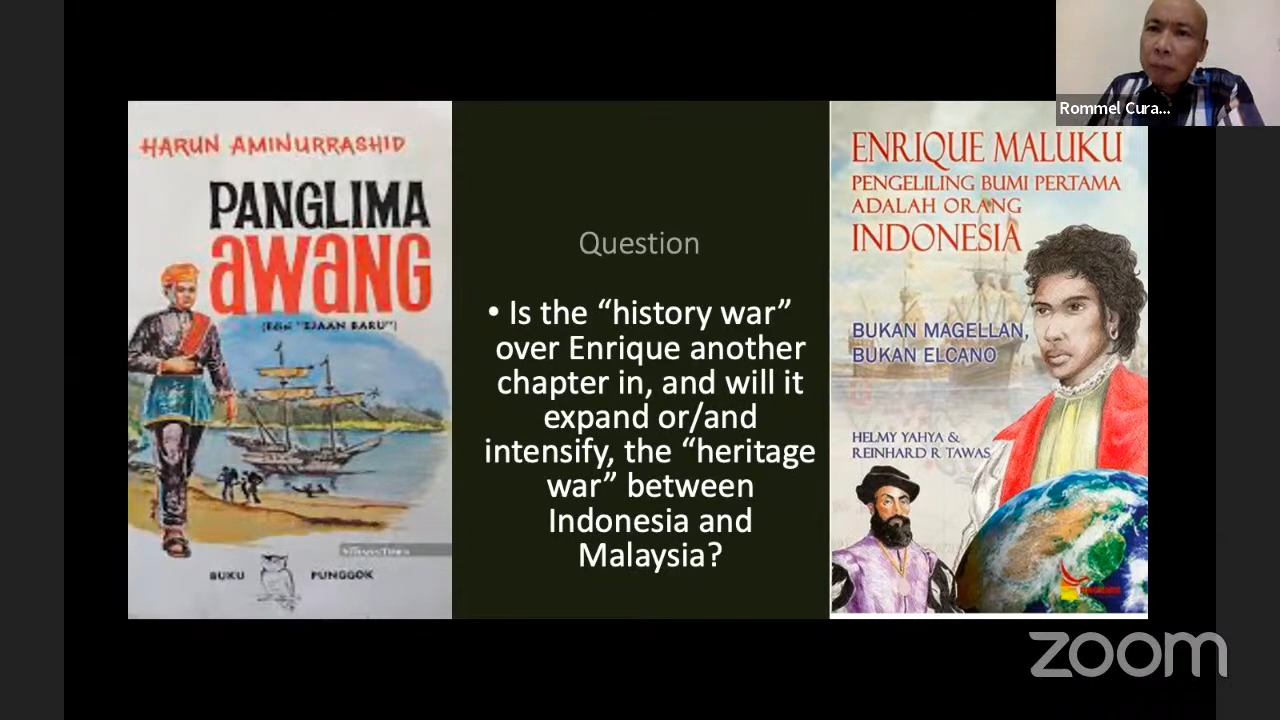 HARUN AMINURRASHID
PANGLIMA
AWANG
(Edisi "EJAAN BARU")
BUKU PUNGGOK
Question
• Is the “history war”
over Enrique another
chapter in, and will it
expand or/and
intensify, the “heritage
war” between
Indonesia and
Malaysia?
ENRIQUE MALUKU
PENGELILING BUMI PERTAMA
ADALAH ORANG
INDONESIA
BUKAN MAGELLAN,
BUKAN ELCANO
HELMY YAHYA &
REINHARD R TAWAS
Rommel Cura...
zoom